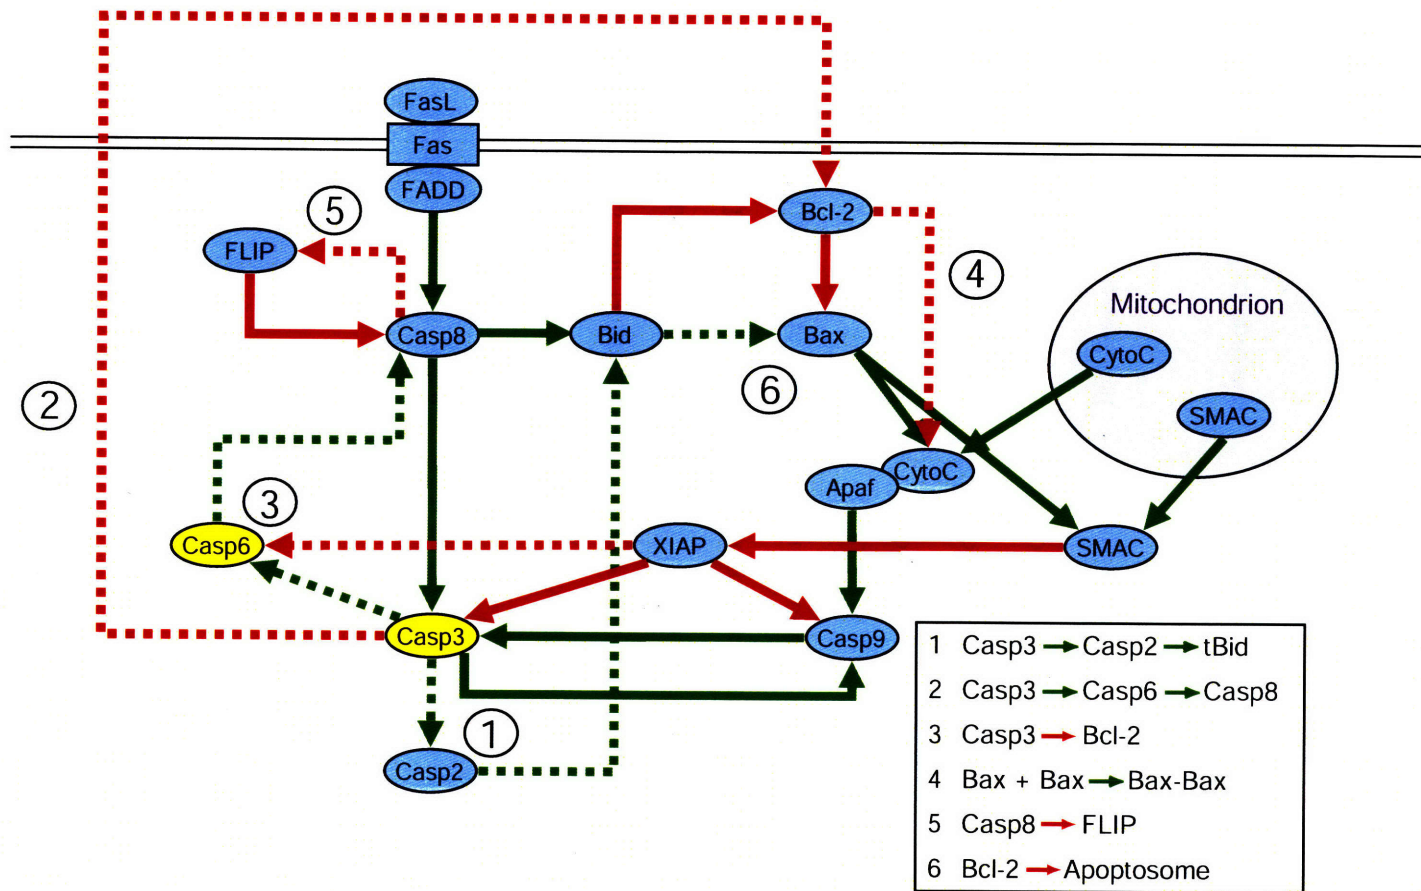 FasL
Fas
FADD
5
FLIP
Bcl-2
4
Mitochondrion
Casp8
Bid
Bax
CytoC
2
6
SMAC
CytoC
Apaf
3
Casp6
XIAP
SMAC
Casp3
Casp9
1
Casp2
1 Casp3 → Casp2 → tBid
2 Casp3 → Casp6 → Casp8
3 Casp3 → Bcl-2
4 Bax + Bax → Bax-Bax
5 Casp8 → FLIP
6 Bcl-2 → Apoptosome